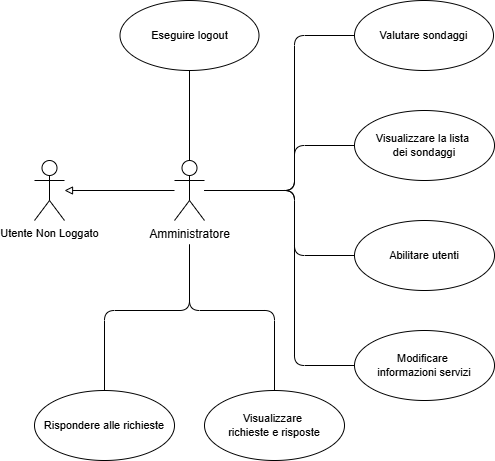 Eseguire logout
Valutare sondaggi
Visualizzare la lista
dei sondaggi
Utente Non Loggato
Amministratore
Abilitare utenti
Modificare
informazioni servizi
Rispondere alle richieste
Visualizzare
richieste e risposte